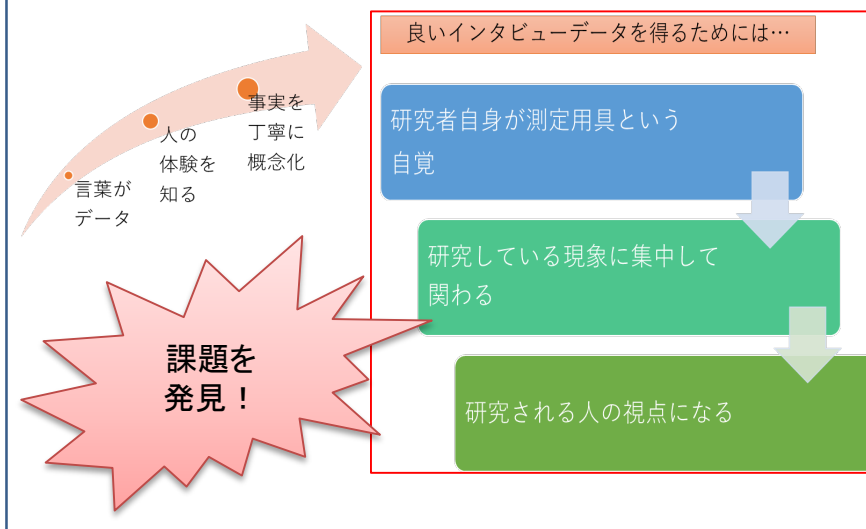 良いインタビューデータを得るためには…
言葉が
データ
人の
体験を
知る
事実を
丁寧に
概念化
研究者自身が測定用具という
自覚
研究している現象に集中して
関わる
研究される人の視点になる
課題を
発見！